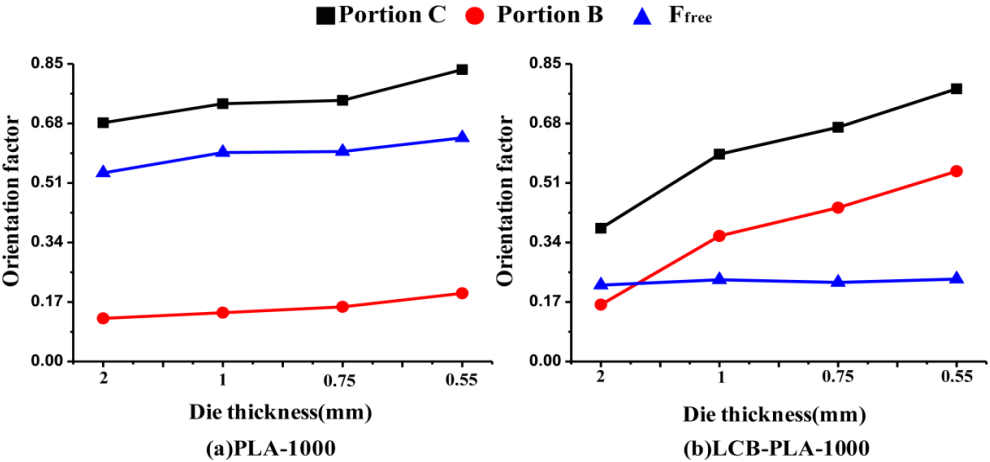 Portion C Portion B Ffree
0.85
0.68
0.51
0.34
0.17
0.00
Orientation factor
2 1 0.75 0.55
Die thickness(mm)
(a)PLA-1000
0.85
0.68
0.51
0.34
0.17
0.00
Orientation factor
2 1 0.75 0.55
Die thickness(mm)
(b)LCB-PLA-1000